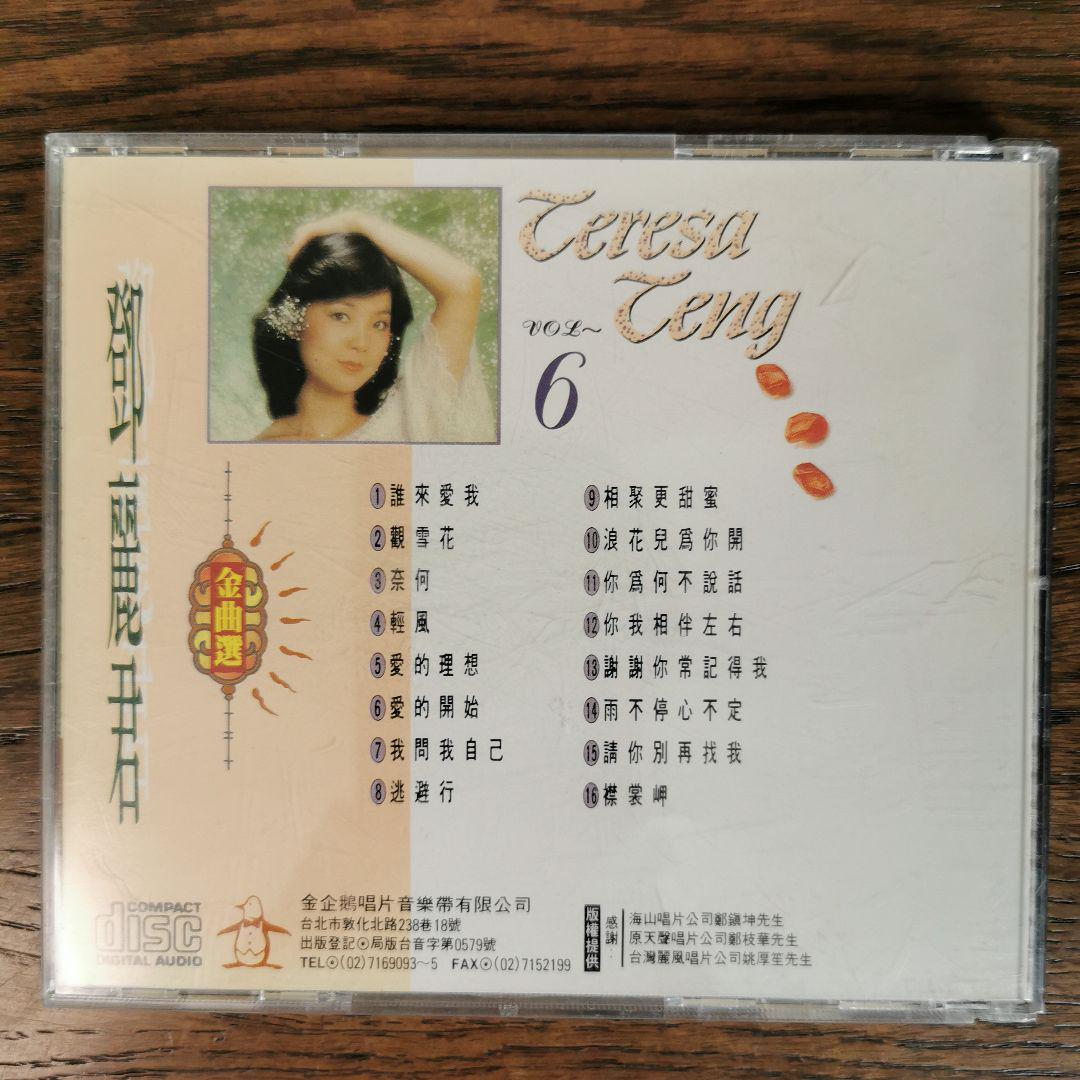 鄧麗君
金曲選
Teresa
Teng
VOL~
6
1 誰來愛我
2 觀雪花
3 奈何
4 輕風
5 愛的理想
6 愛的開始
7 我問我自己
8 逃避行
9 相聚更甜蜜
10 浪花兒爲你開
11 你爲何不說話
12 你我相伴左右
13 謝謝你常記得我
14 雨不停心不定
15 請你別再找我
16 襟裳岬
COMPACT
disc
DIGITAL AUDIO
金企鵝唱片音樂帶有限公司
台北市敦化北路238巷18號
出版登記⊙局版台音字第0579號
TEL⊙(02)7169093~5 FAX⊙(02)7152199
版權提供
感謝：
海山唱片公司鄭鎭坤先生
原天聲唱片公司鄭枝華先生
台灣麗風唱片公司姚厚笙先生